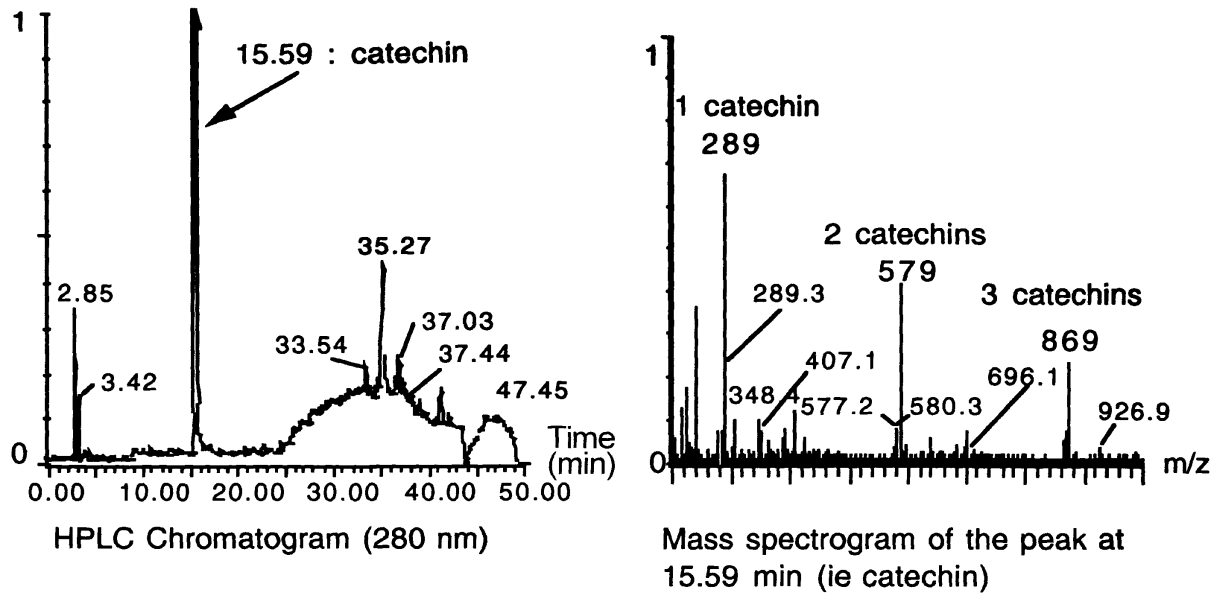 1
15.59 : catechin
35.27
2.85
33.54
37.03
37.44
3.42
47.45
0
Time
(min)
0.00 10.00 20.00 30.00 40.00 50.00
HPLC Chromatogram (280 nm)
1
1 catechin
289
2 catechins
579
289.3
3 catechins
869
407.1
348.4
577.2
580.3
696.1
926.9
0
m/z
Mass spectrogram of the peak at
15.59 min (ie catechin)